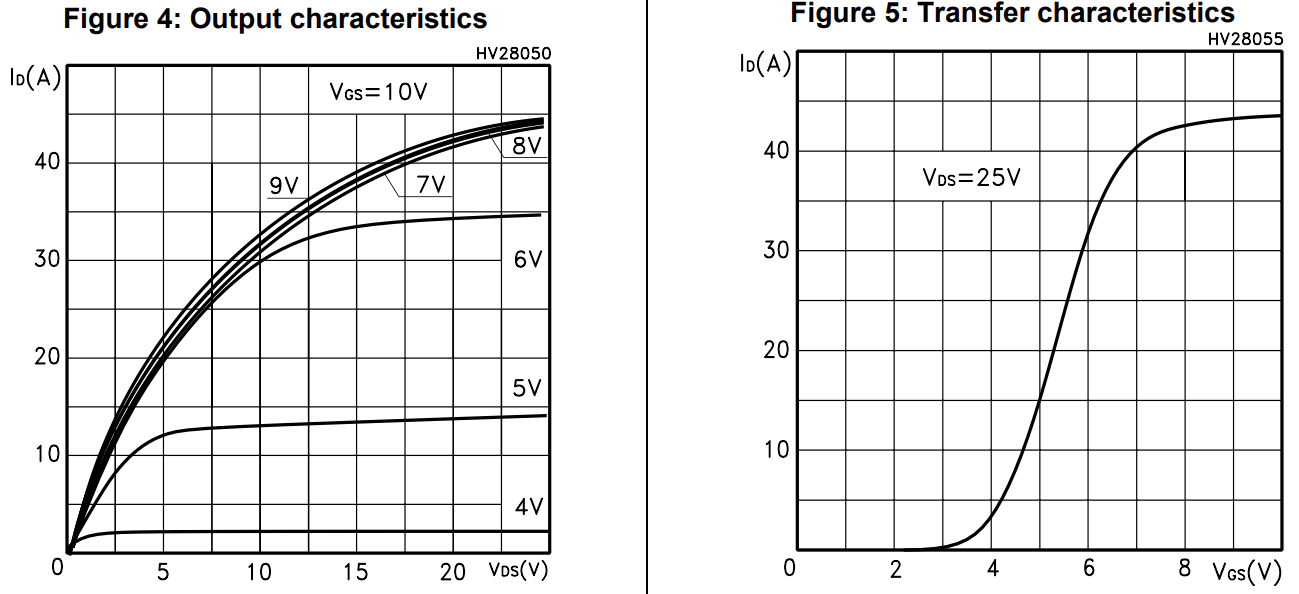 Figure 4: Output characteristics
HV28050
ID(A)
VGS=10V
8V
40
9V
7V
30
6V
20
5V
10
4V
0
5
10
15
20
VDS(V)
Figure 5: Transfer characteristics
HV28055
ID(A)
40
VDS=25V
30
20
10
0
2
4
6
8
VGS(V)